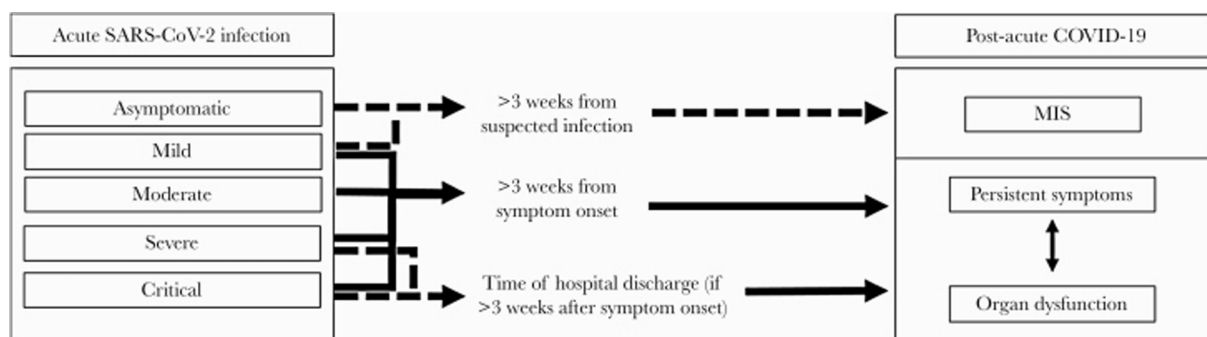 Acute SARS-CoV-2 infection
Post-acute COVID-19
Asymptomatic
Mild
Moderate
Severe
Critical
>3 weeks from
suspected infection
>3 weeks from
symptom onset
Time of hospital discharge (if
>3 weeks after symptom onset)
MIS
Persistent symptoms
Organ dysfunction